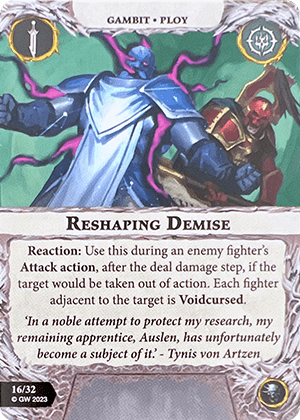 GAMBIT • PLOY
RESHAPING DEMISE
Reaction: Use this during an enemy fighter's
Attack action, after the deal damage step, if the
target would be taken out of action. Each fighter
adjacent to the target is Voidcursed.
'In a noble attempt to protect my research, my
remaining apprentice, Auslen, has unfortunately
become a subject of it.' - Tynis von Artzen
16/32
© GW 2023